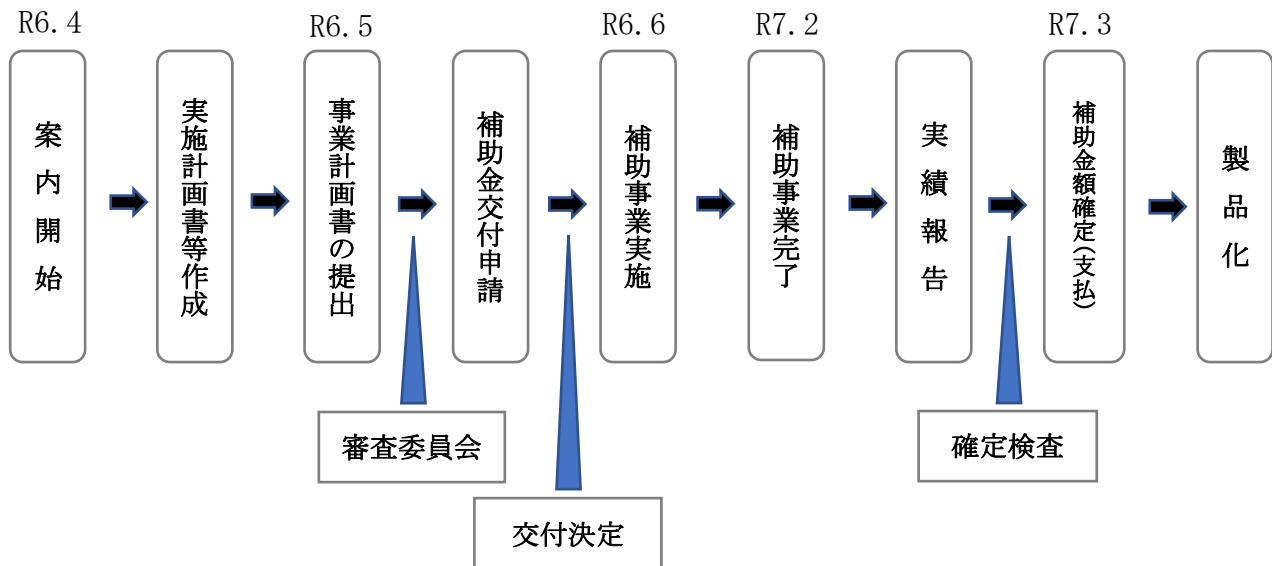 R6.4
R6.5
R6.6
R7.2
R7.3
案内開始
実施計画書等作成
事業計画書の提出
補助金交付申請
補助事業実施
補助事業完了
実績報告
補助金額確定(支払)
製品化
審査委員会
確定検査
交付決定